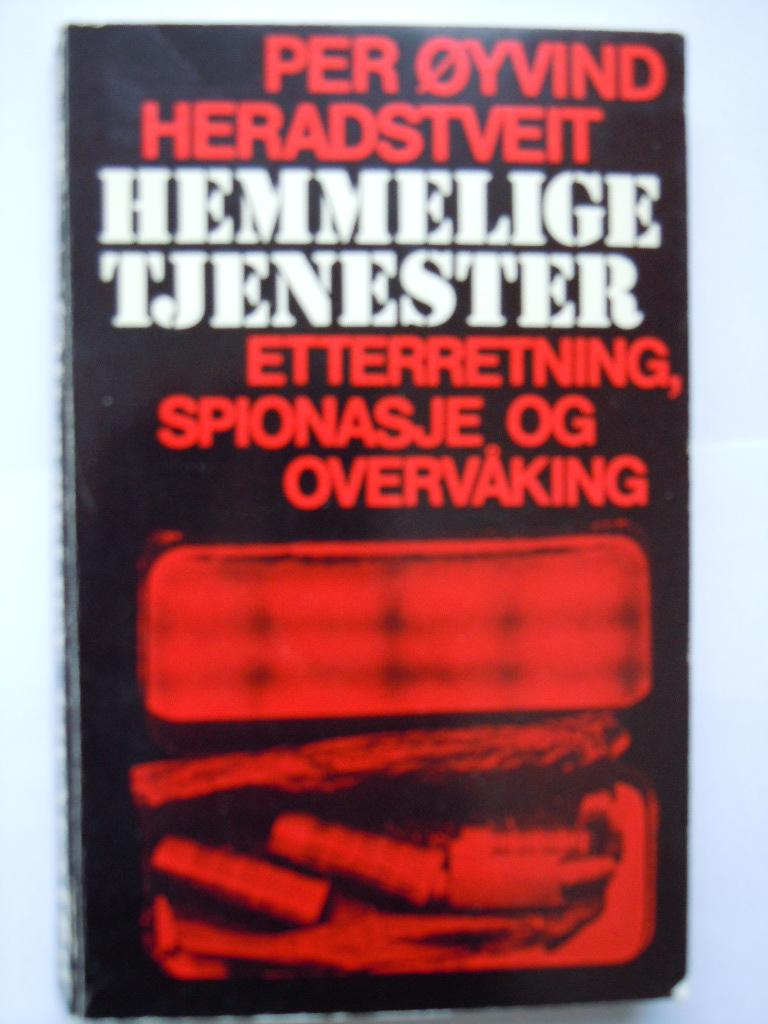 PER ØYVIND
HERADSTVEIT
HEMMELIGE
TJENESTER
ETTERRETNING,
SPIONASJE OG
OVERVÅKING